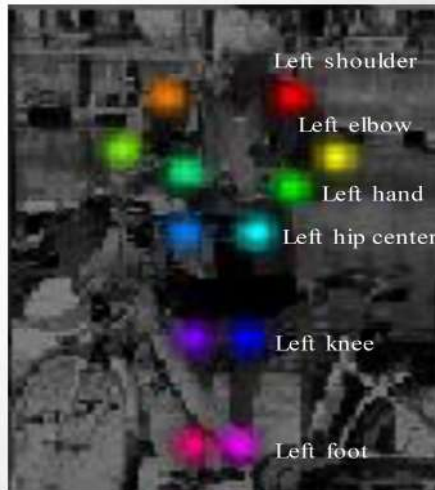 Left shoulder
Left elbow
Left hand
Left hip center
Left knee
Left foot